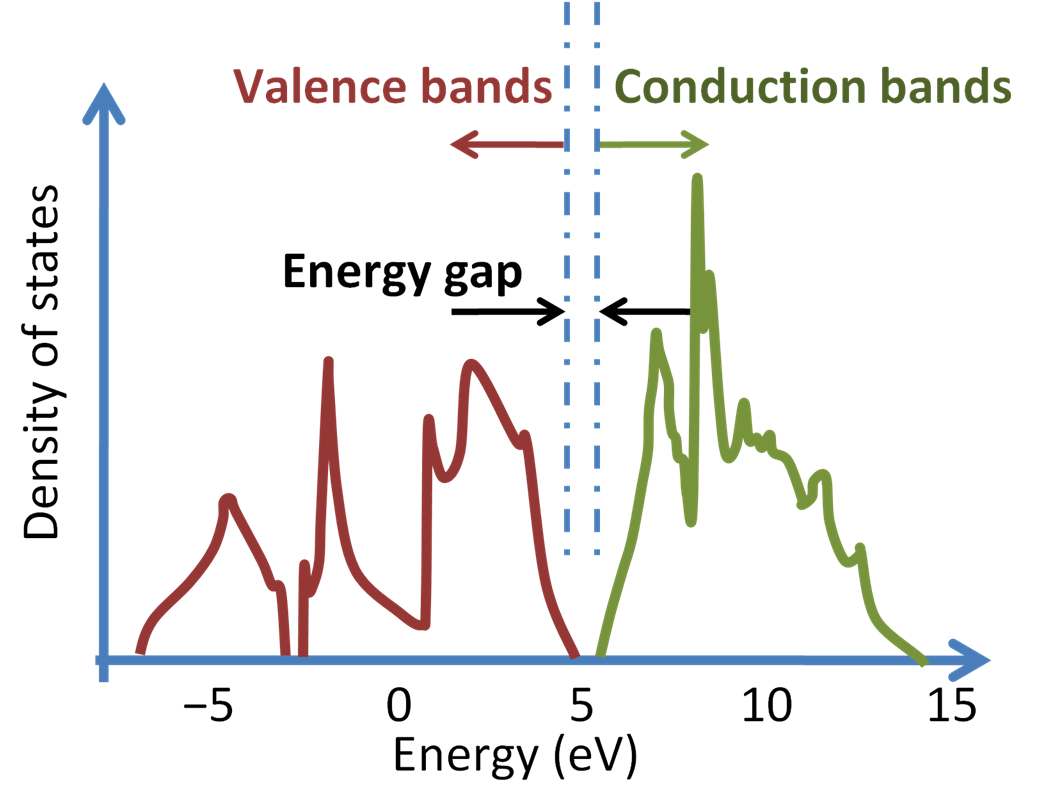 Valence bands
Conduction bands
Energy gap
Density of states
−5 0 5 10 15
Energy (eV)